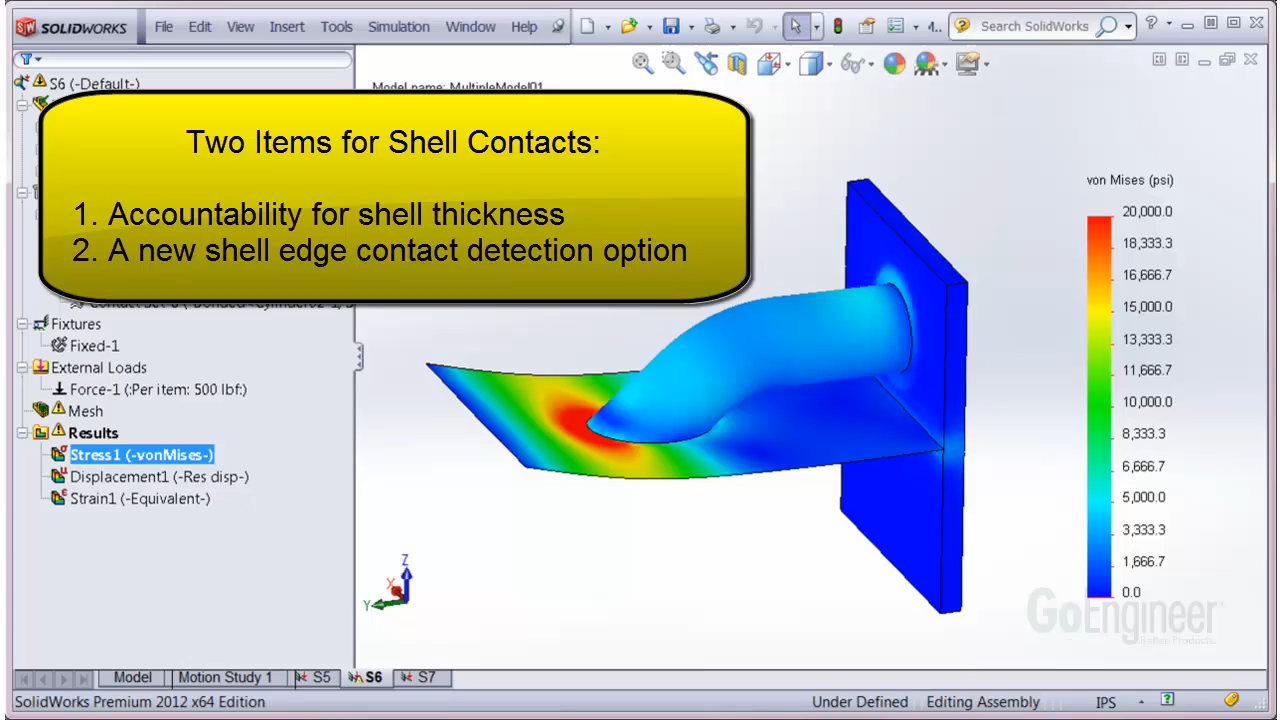 SOLIDWORKS File Edit View Insert Tools Simulation Window Help 4.. Search SolidWorks
S6 (-Default-)
Model name: MultipleModel01
Two Items for Shell Contacts:
1. Accountability for shell thickness
2. A new shell edge contact detection option
Fixtures
Fixed-1
External Loads
Force-1 (:Per item: 500 lbf:)
Mesh
Results
Stress1 (-vonMises-)
Displacement1 (-Res disp-)
Strain1 (-Equivalent-)
von Mises (psi)
20,000.0
18,333.3
16,666.7
15,000.0
13,333.3
11,666.7
10,000.0
8,333.3
6,666.7
5,000.0
3,333.3
1,666.7
0.0
Z
X
Y
GoEngineer
Model Motion Study 1 S5 S6 S7
SolidWorks Premium 2012 x64 Edition Under Defined Editing Assembly IPS